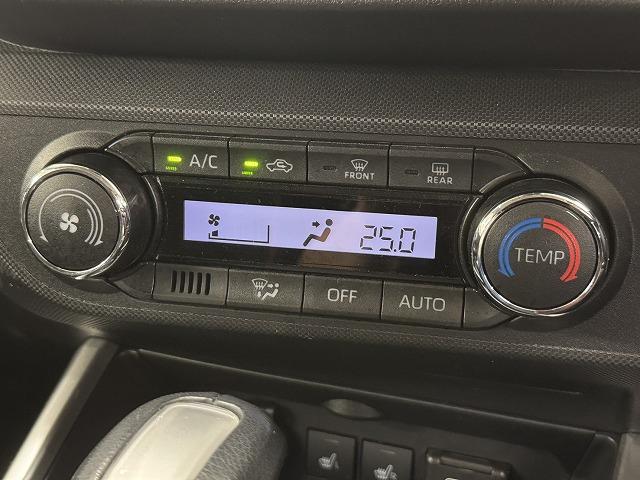 A/C
FRONT
REAR
25.0
TEMP
OFF
AUTO